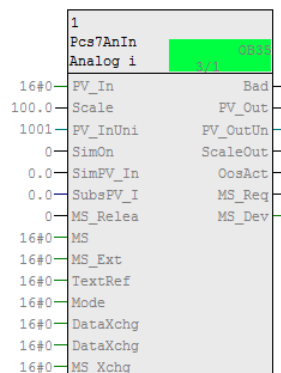 1
Pcs7AnIn
Analog i
OB35
3/1
16#0 PV_In Bad
100.0 Scale PV_Out
1001 PV_InUni PV_OutUn
0 SimOn ScaleOut
0.0 SimPV_In OosAct
0.0 SubsPV_I MS_Req
0 MS_Relea MS_Dev
16#0 MS
16#0 MS_Ext
16#0 TextRef
16#0 Mode
16#0 DataXchg
16#0 DataXchg
16#0 MS_Xchg